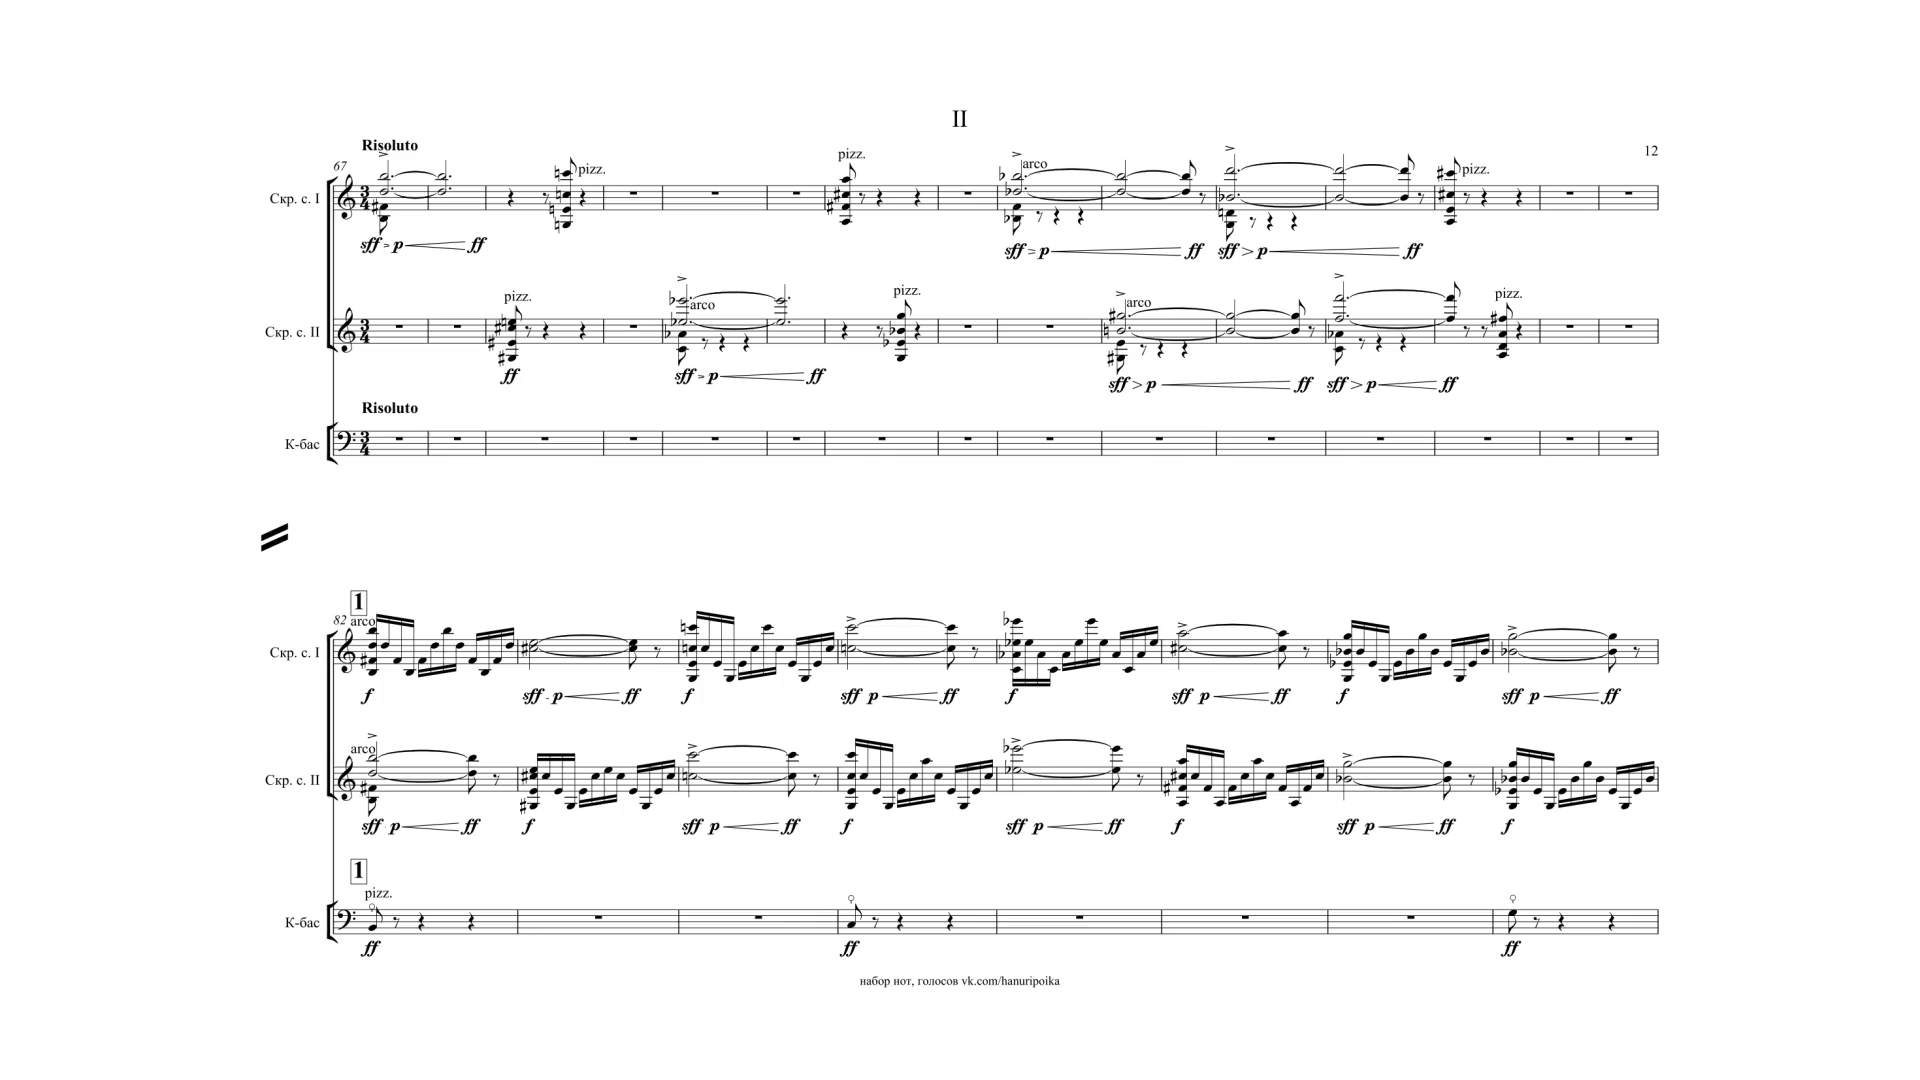 II
Risoluto
12
67
pizz.
pizz.
arco
pizz.
Скр. с. I
sff p ff
sff p ff
sff p ff
pizz.
arco
pizz.
arco
pizz.
Скр. с. II
ff
sff p ff
sff p ff
sff p ff
Risoluto
К-бас
1
82
arco
Скр. с. I
f
sff p ff
f
sff p ff
f
sff p ff
f
sff p ff
arco
Скр. с. II
sff p ff
f
sff p ff
f
sff p ff
f
sff p ff
f
1
pizz.
К-бас
ff
ff
ff
набор нот, голосов vk.com/hanuripoika